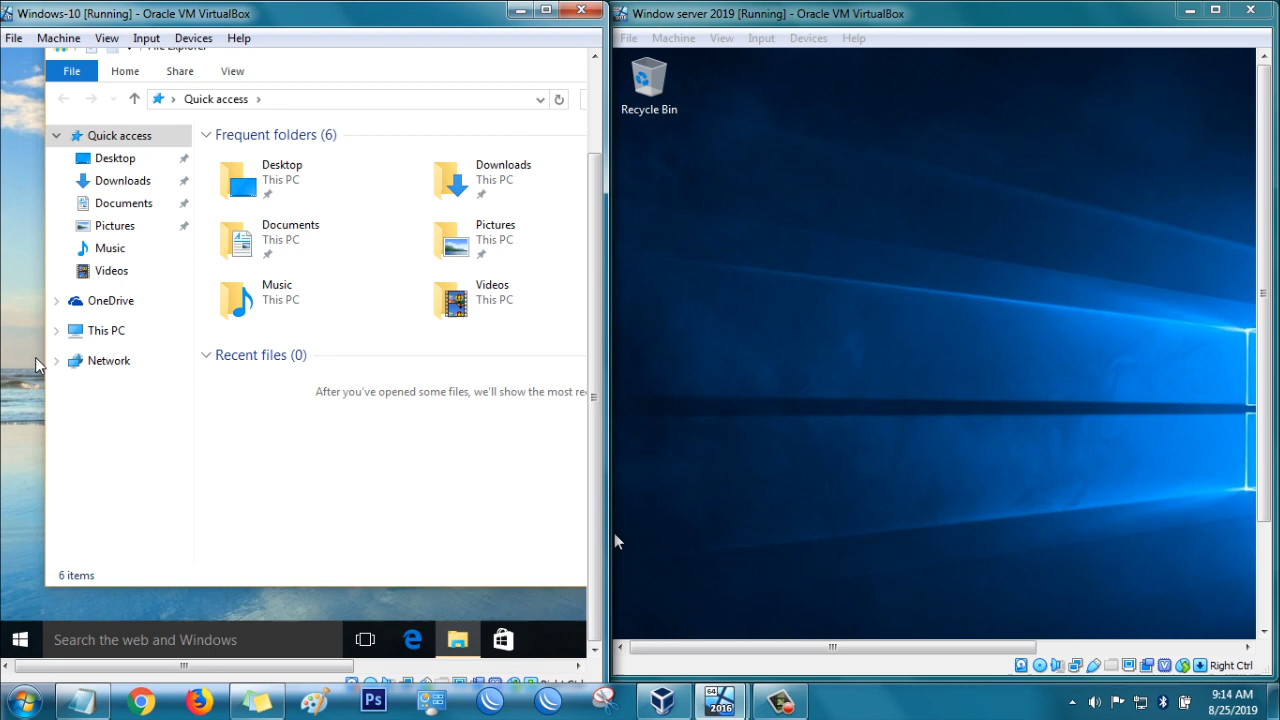 Windows-10 [Running] - Oracle VM VirtualBox
File Machine View Input Devices Help
File Explorer
File Home Share View
Quick access
Quick access
Desktop
Downloads
Documents
Pictures
Music
Videos
OneDrive
This PC
Network
Frequent folders (6)
Desktop
This PC
Downloads
This PC
Documents
This PC
Pictures
This PC
Music
This PC
Videos
This PC
Recent files (0)
After you've opened some files, we'll show the most re
6 items
Search the web and Windows
Window server 2019 [Running] - Oracle VM VirtualBox
File Machine View Input Devices Help
Recycle Bin
Right Ctrl
Ps
64
2016
9:14 AM
8/25/2019